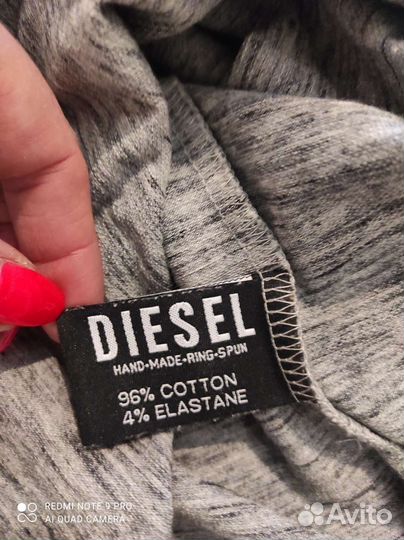 DIESEL
HAND•MADE•RING•SPUN
96% COTTON
4% ELASTANE
REDMI NOTE 9 PRO
AI QUAD CAMERA
Avito